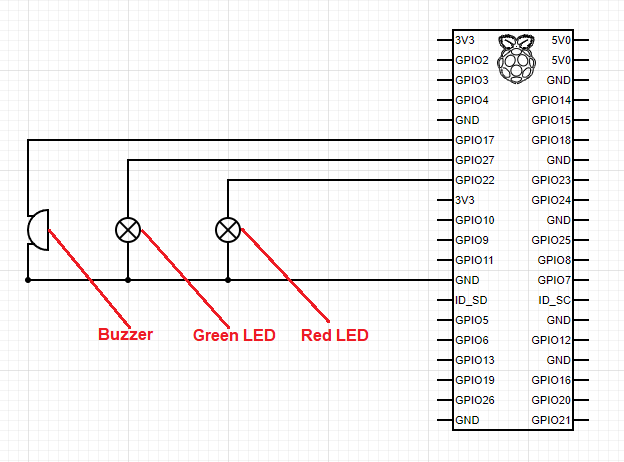 3V3 5V0
GPIO2 5V0
GPIO3 GND
GPIO4 GPIO14
GND GPIO15
GPIO17 GPIO18
GPIO27 GND
GPIO22 GPIO23
3V3 GPIO24
GPIO10 GND
GPIO9 GPIO25
GPIO11 GPIO8
GND GPIO7
ID_SD ID_SC
GPIO5 GND
GPIO6 GPIO12
GPIO13 GND
GPIO19 GPIO16
GPIO26 GPIO20
GND GPIO21
Buzzer Green LED Red LED